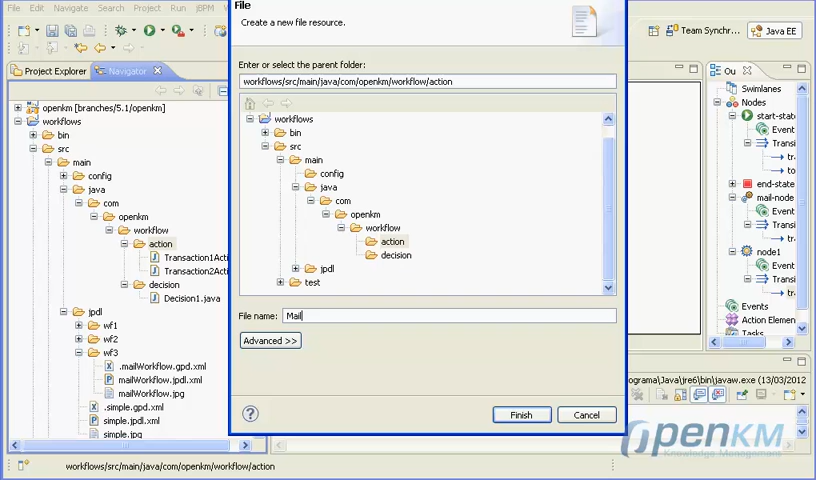 File Edit Navigate Search Project Run jBPM
File
Create a new file resource.
Team Synchr...
Java EE
Project Explorer
Navigator
Ou
Enter or select the parent folder:
workflows/src/main/java/com/openkm/workflow/action
openkm [branches/5.1/openkm]
workflows
bin
src
main
config
java
com
openkm
workflow
action
Transaction1Acti
Transaction2Acti
decision
Decision1.java
jpdl
wf1
wf2
wf3
.mailWorkflow.gpd.xml
mailWorkflow.jpdl.xml
mailWorkflow.jpg
.simple.gpd.xml
simple.jpg
workflows
bin
src
main
config
java
com
openkm
workflow
action
decision
jpdl
test
File name:
Mail
Advanced >>
Finish
Cancel
Swimlanes
Nodes
start-state
Event
Transi
tra
to
end-state
mail-node
Event
Transi
tra
node1
Event
Transi
tra
Events
Action Elemen
Tasks
ograma\Java\jre6\bin\javaw.exe (13/03/2012
OpenKM
Knowledge Management
workflows/src/main/java/com/openkm/workflow/action